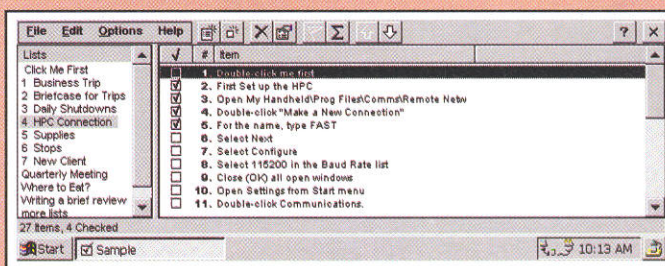 File Edit Options Help ?
Lists
Click Me First
1 Business Trip
2 Briefcase for Trips
3 Daily Shutdowns
4 HPC Connection
5 Supplies
6 Stops
7 New Client
Quarterly Meeting
Where to Eat?
Writing a brief review
more lists
# Item
1. Double-click me first
2. First Set up the HPC
3. Open My Handheld\Prog Files\Comms\Remote Netw
4. Double-click "Make a New Connection"
5. For the name, type FAST
6. Select Next
7. Select Configure
8. Select 115200 in the Baud Rate list
9. Close (OK) all open windows
10. Open Settings from Start menu
11. Double-click Communications.
27 Items, 4 Checked
Start Sample 10:13 AM